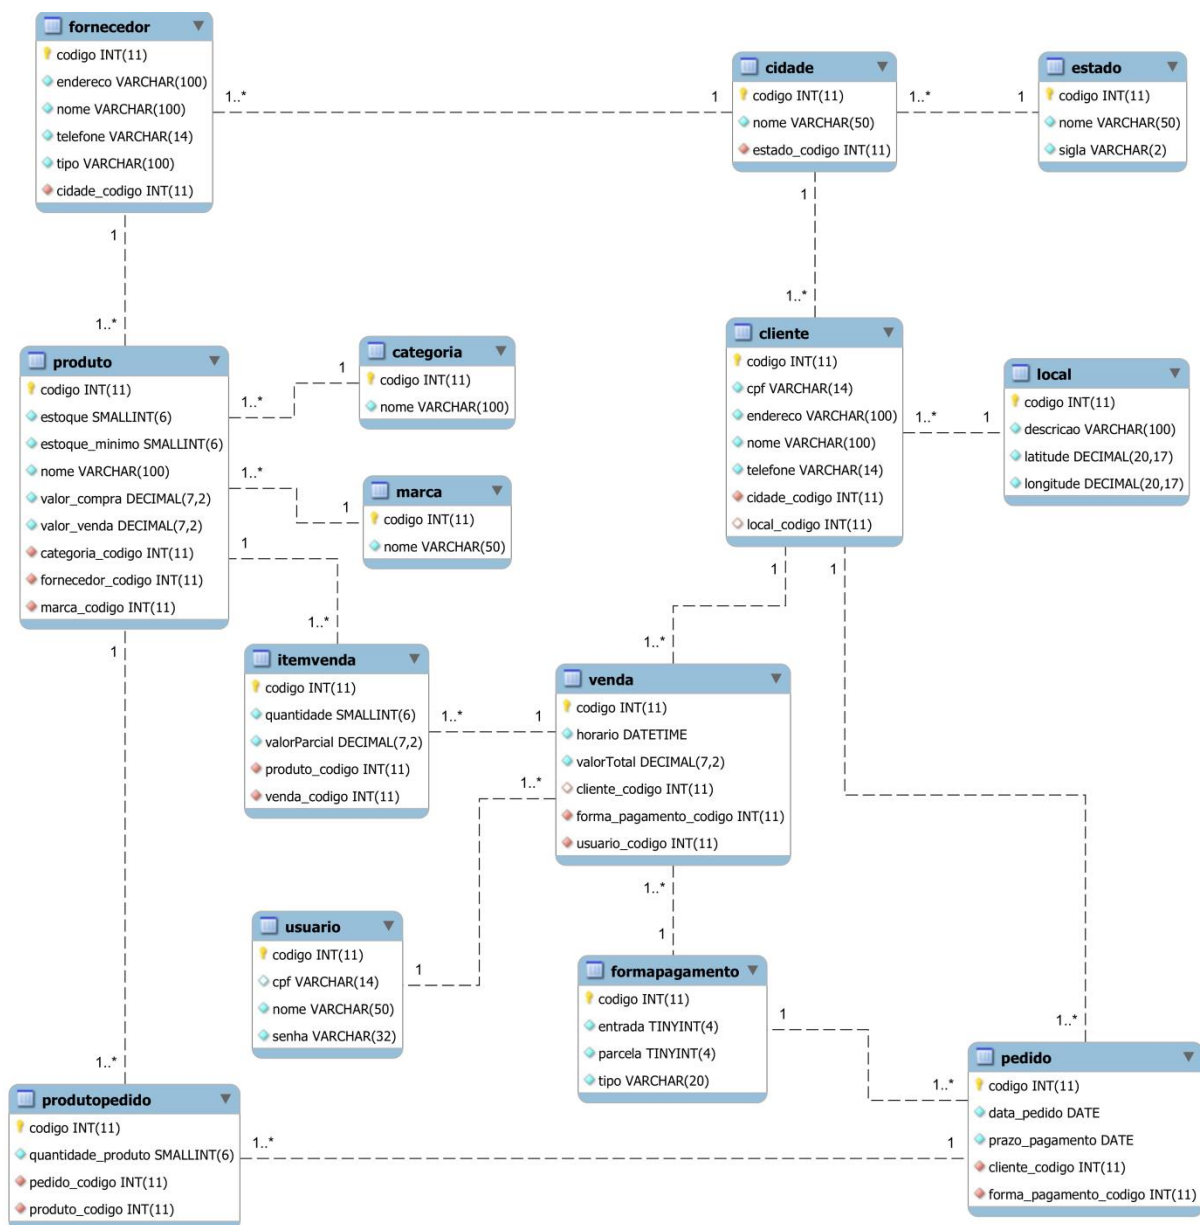 fornecedor
codigo INT(11)
endereco VARCHAR(100)
nome VARCHAR(100)
telefone VARCHAR(14)
tipo VARCHAR(100)
cidade_codigo INT(11)
1..*
1
cidade
codigo INT(11)
nome VARCHAR(50)
estado_codigo INT(11)
1..*
1
estado
codigo INT(11)
nome VARCHAR(50)
sigla VARCHAR(2)
1
1..*
1
1..*
produto
codigo INT(11)
estoque SMALLINT(6)
estoque_minimo SMALLINT(6)
nome VARCHAR(100)
valor_compra DECIMAL(7,2)
valor_venda DECIMAL(7,2)
categoria_codigo INT(11)
fornecedor_codigo INT(11)
marca_codigo INT(11)
1..*
1
categoria
codigo INT(11)
nome VARCHAR(100)
1..*
1
marca
codigo INT(11)
nome VARCHAR(50)
cliente
codigo INT(11)
cpf VARCHAR(14)
endereco VARCHAR(100)
nome VARCHAR(100)
telefone VARCHAR(14)
cidade_codigo INT(11)
local_codigo INT(11)
1..*
1
local
codigo INT(11)
descricao VARCHAR(100)
latitude DECIMAL(20,17)
longitude DECIMAL(20,17)
1
1..*
1
1..*
1
1
itemvenda
codigo INT(11)
quantidade SMALLINT(6)
valorParcial DECIMAL(7,2)
produto_codigo INT(11)
venda_codigo INT(11)
1..*
1
venda
codigo INT(11)
horario DATETIME
valorTotal DECIMAL(7,2)
cliente_codigo INT(11)
forma_pagamento_codigo INT(11)
usuario_codigo INT(11)
1..*
1
usuario
codigo INT(11)
cpf VARCHAR(14)
nome VARCHAR(50)
senha VARCHAR(32)
1..*
1
formapagamento
codigo INT(11)
entrada TINYINT(4)
parcela TINYINT(4)
tipo VARCHAR(20)
1
1..*
1..*
pedido
codigo INT(11)
data_pedido DATE
prazo_pagamento DATE
cliente_codigo INT(11)
forma_pagamento_codigo INT(11)
1..*
produtopedido
codigo INT(11)
quantidade_produto SMALLINT(6)
pedido_codigo INT(11)
produto_codigo INT(11)
1..*
1